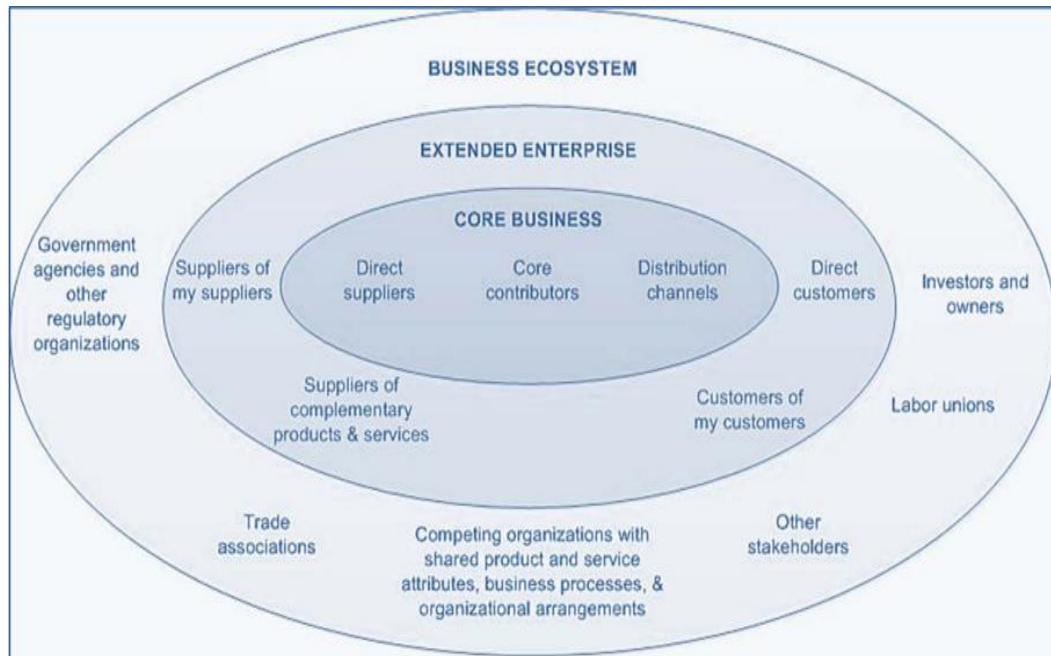 BUSINESS ECOSYSTEM
EXTENDED ENTERPRISE
CORE BUSINESS
Government
agencies and
other
regulatory
organizations
Suppliers of
my suppliers
Direct
suppliers
Core
contributors
Distribution
channels
Direct
customers
Investors and
owners
Suppliers of
complementary
products & services
Customers of
my customers
Labor unions
Trade
associations
Competing organizations with
shared product and service
attributes, business processes, &
organizational arrangements
Other
stakeholders